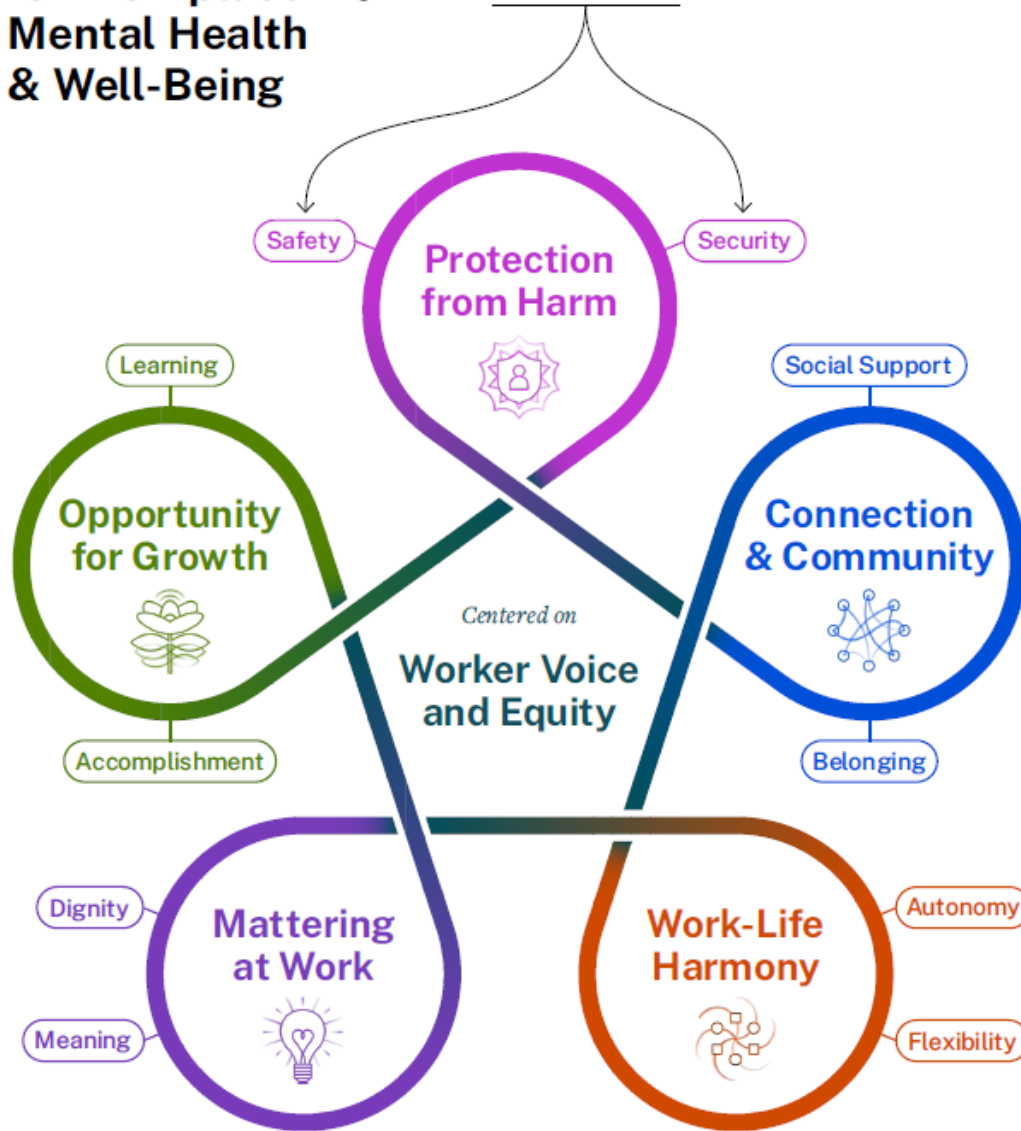 Mental Health
& Well-Being
Safety
Security
Protection
from Harm
Learning
Social Support
Opportunity
for Growth
Connection
& Community
Centered on
Worker Voice
and Equity
Accomplishment
Belonging
Dignity
Autonomy
Mattering
at Work
Work-Life
Harmony
Meaning
Flexibility